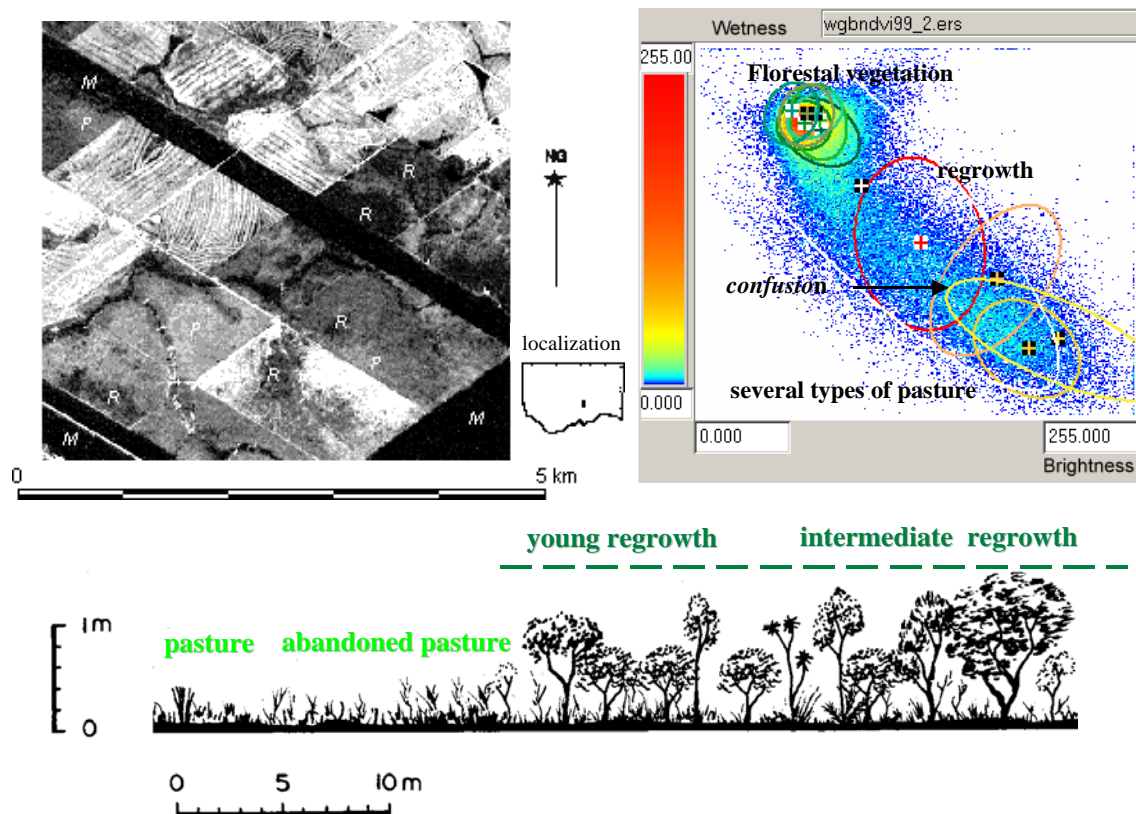 M
P
R
R
R
P
P
R
R
M
M
NG
localization
0 5 km
Wetness wgbndvi99_2.ers
255.00
0.000
Florestal vegetation
regrowth
confusion
several types of pasture
0.000 255.000
Brightness
young regrowth intermediate regrowth
1m
pasture abandoned pasture
0
0 5 10 m